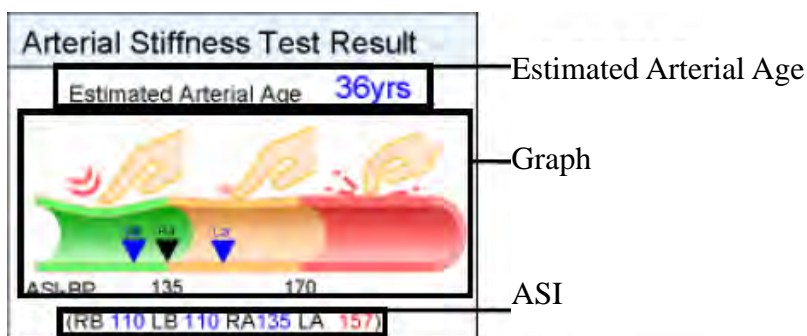 Arterial Stiffness Test Result
Estimated Arterial Age 36yrs
Estimated Arterial Age
Graph
Ra La
ASI-BP 135 170
ASI
(RB 110 LB 110 RA135 LA 157)